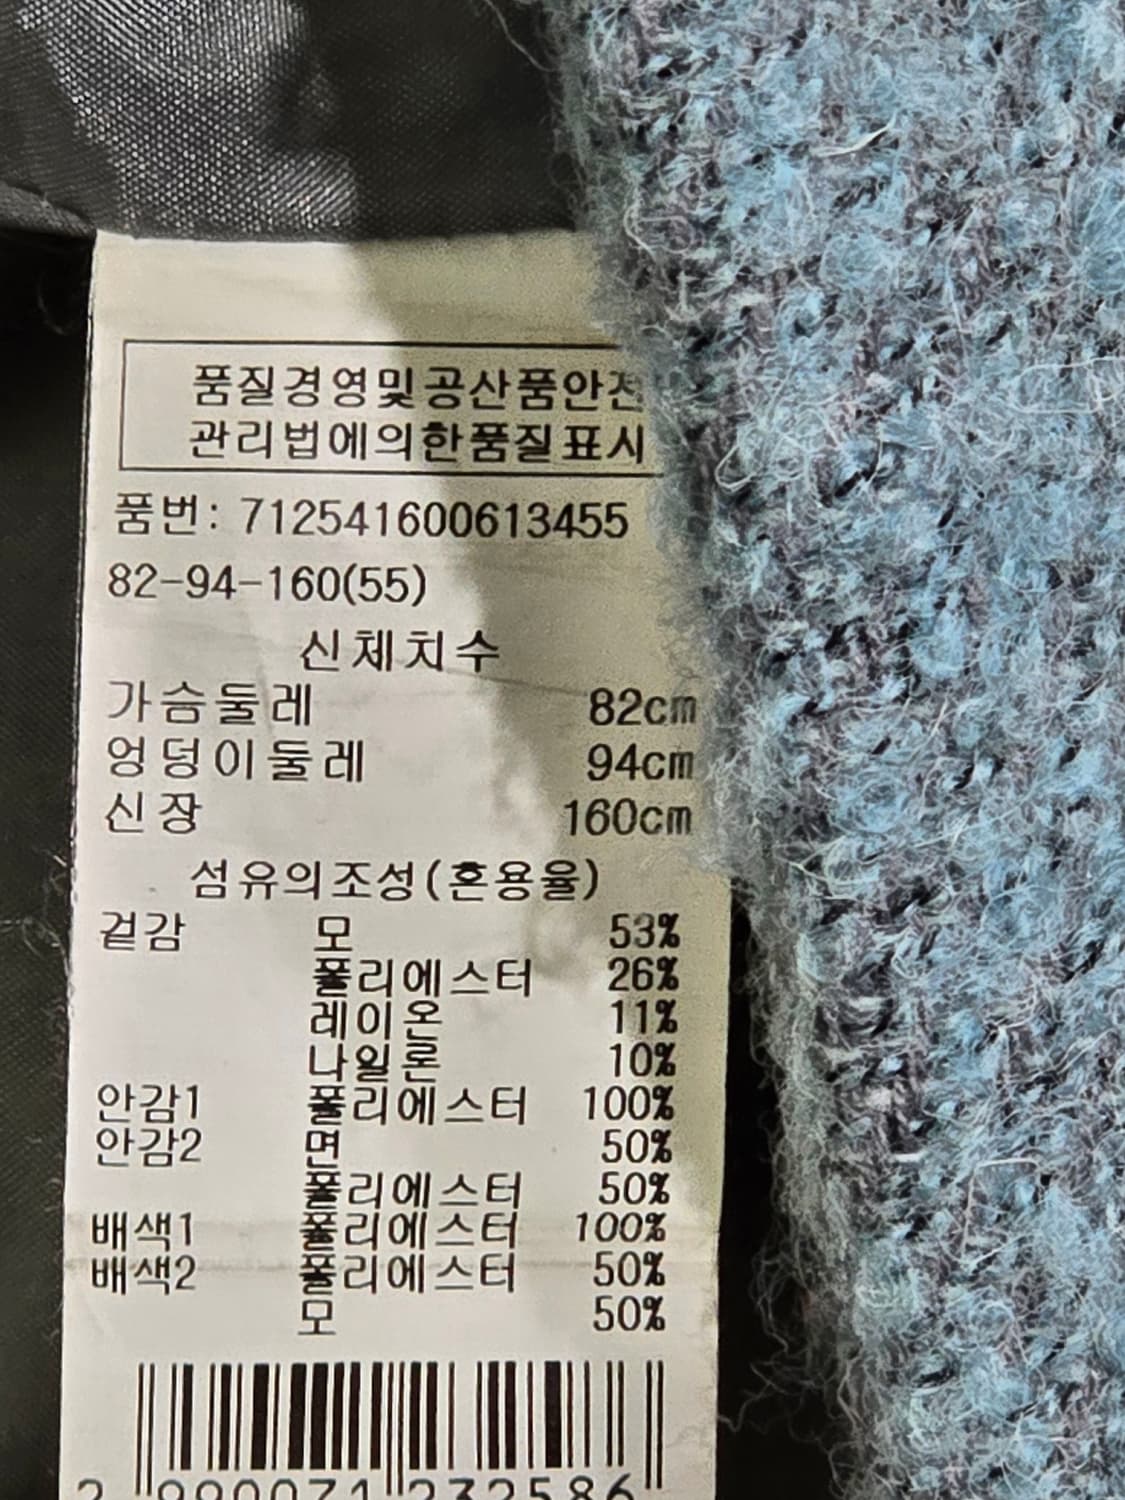 품질경영및공산품안전
관리법에의한품질표시
품번: 712541600613455
82-94-160(55)
신체치수
가슴둘레 82cm
엉덩이둘레 94cm
신장 160cm
섬유의조성(혼용율)
겉감 모 53%
폴리에스터 26%
레이온 11%
나일론 10%
안감1 폴리에스터 100%
안감2 면 50%
폴리에스터 50%
배색1 폴리에스터 100%
배색2 폴리에스터 50%
모 50%
2 990071 232586